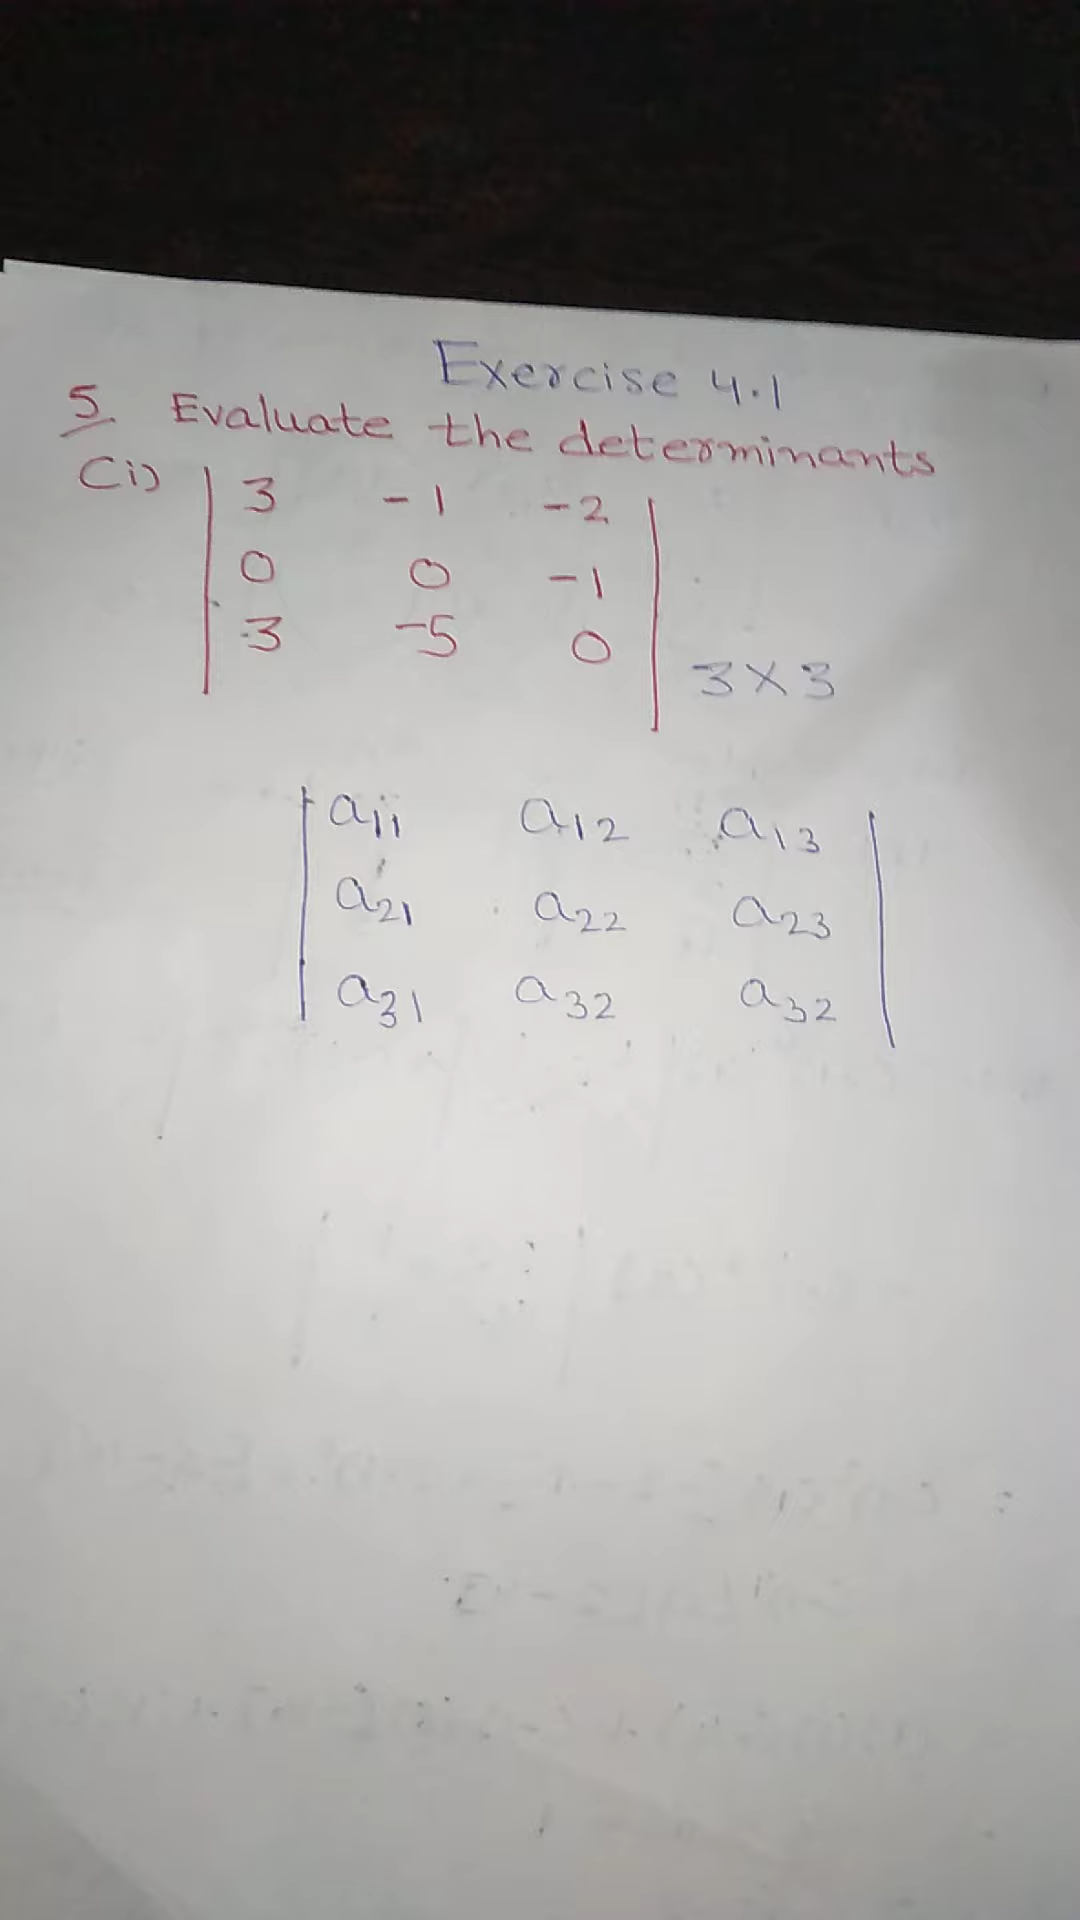 Exercise 4.1
5. Evaluate the determinants
(i) | 3 -1 -2 |
0 0 -1
3 -5 0
3×3
| a11 a12 a13 |
a21 a22 a23
a31 a32 a32